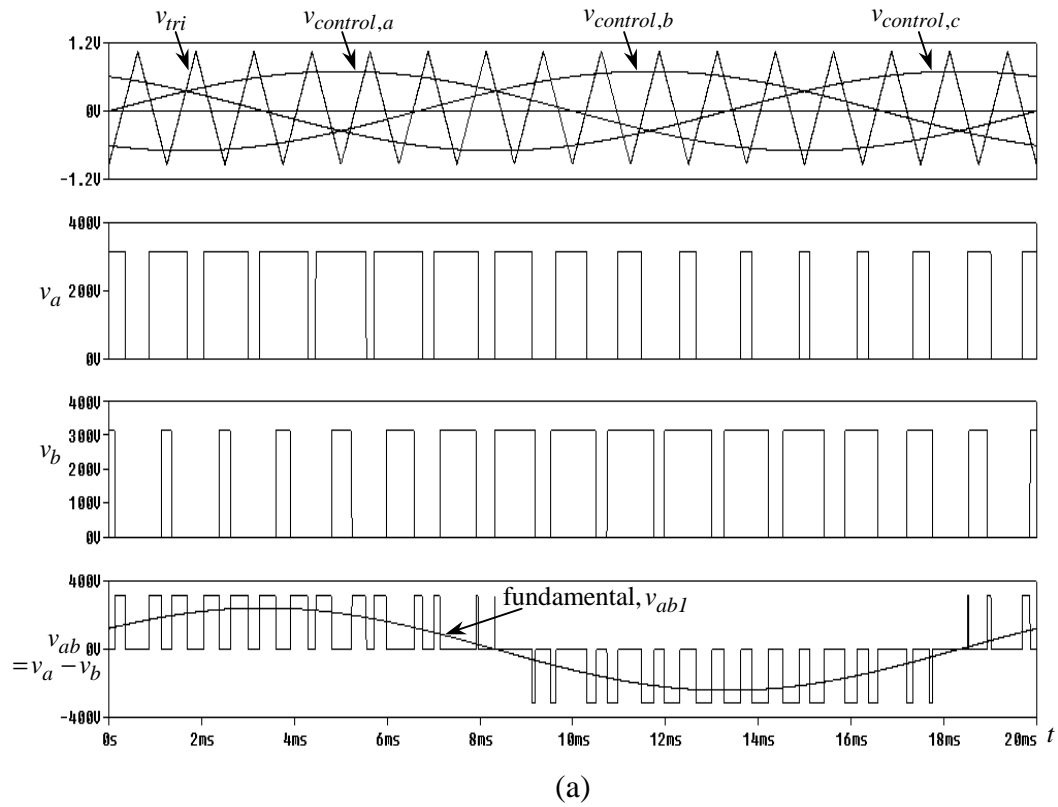 v_tri v_control,a v_control,b v_control,c
1.2V
0V
-1.2V
400V
v_a 200V
0V
400V
300V
v_b 200V
100V
0V
400V
fundamental, v_ab1
v_ab 0V
= v_a − v_b
-400V
0s 2ms 4ms 6ms 8ms 10ms 12ms 14ms 16ms 18ms 20ms t
(a)